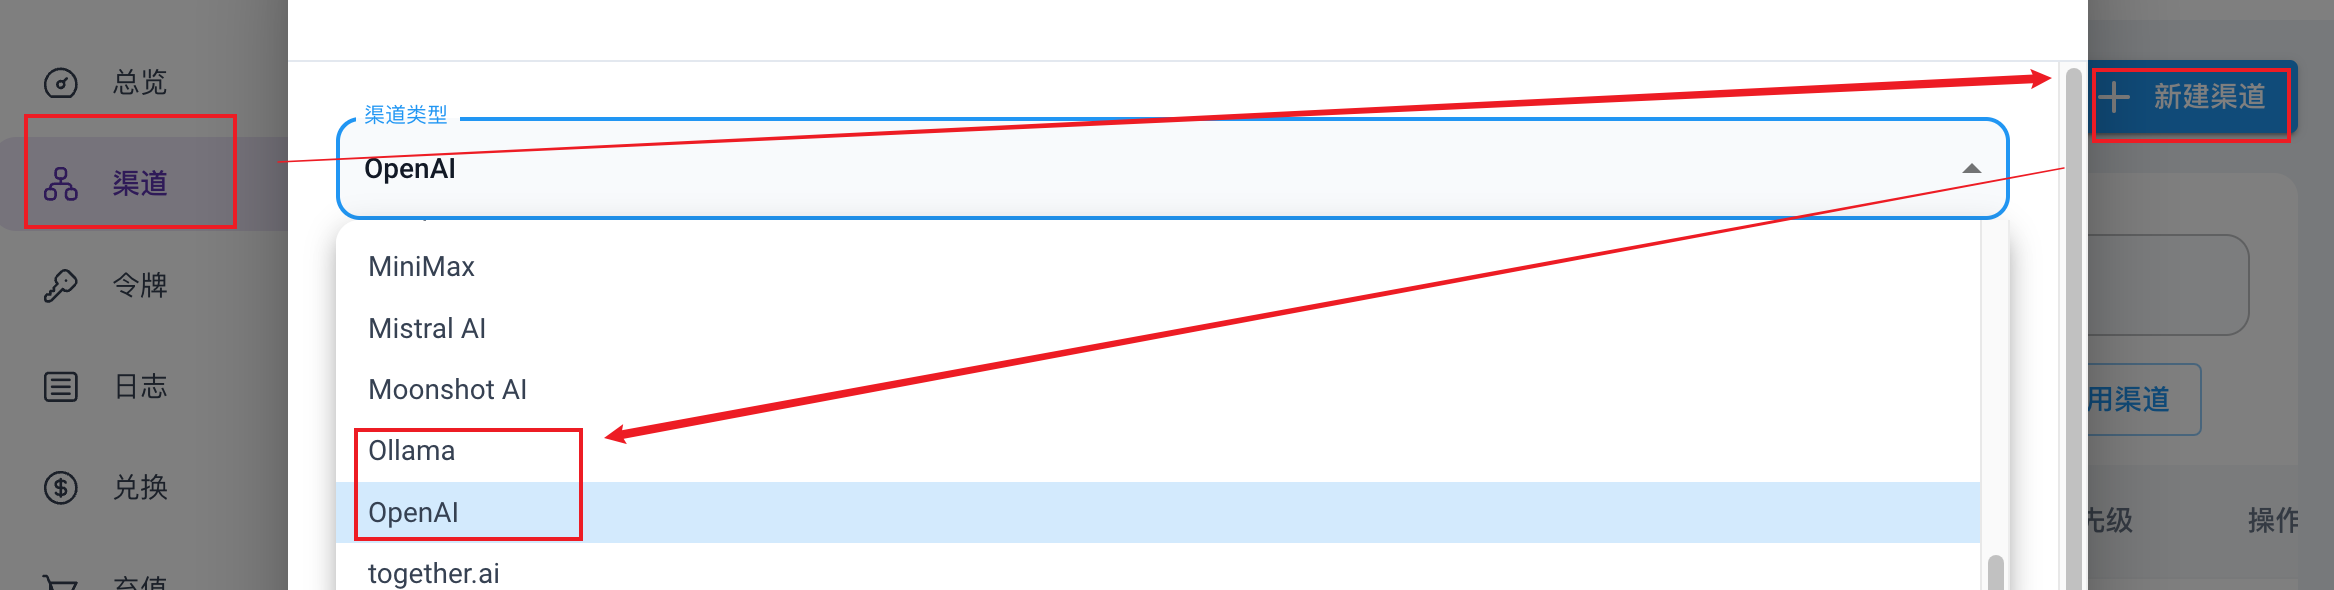 总览
渠道
令牌
日志
兑换
充值
渠道类型
OpenAI
MiniMax
Mistral AI
Moonshot AI
Ollama
OpenAI
together.ai
新建渠道
用渠道
先级
操作